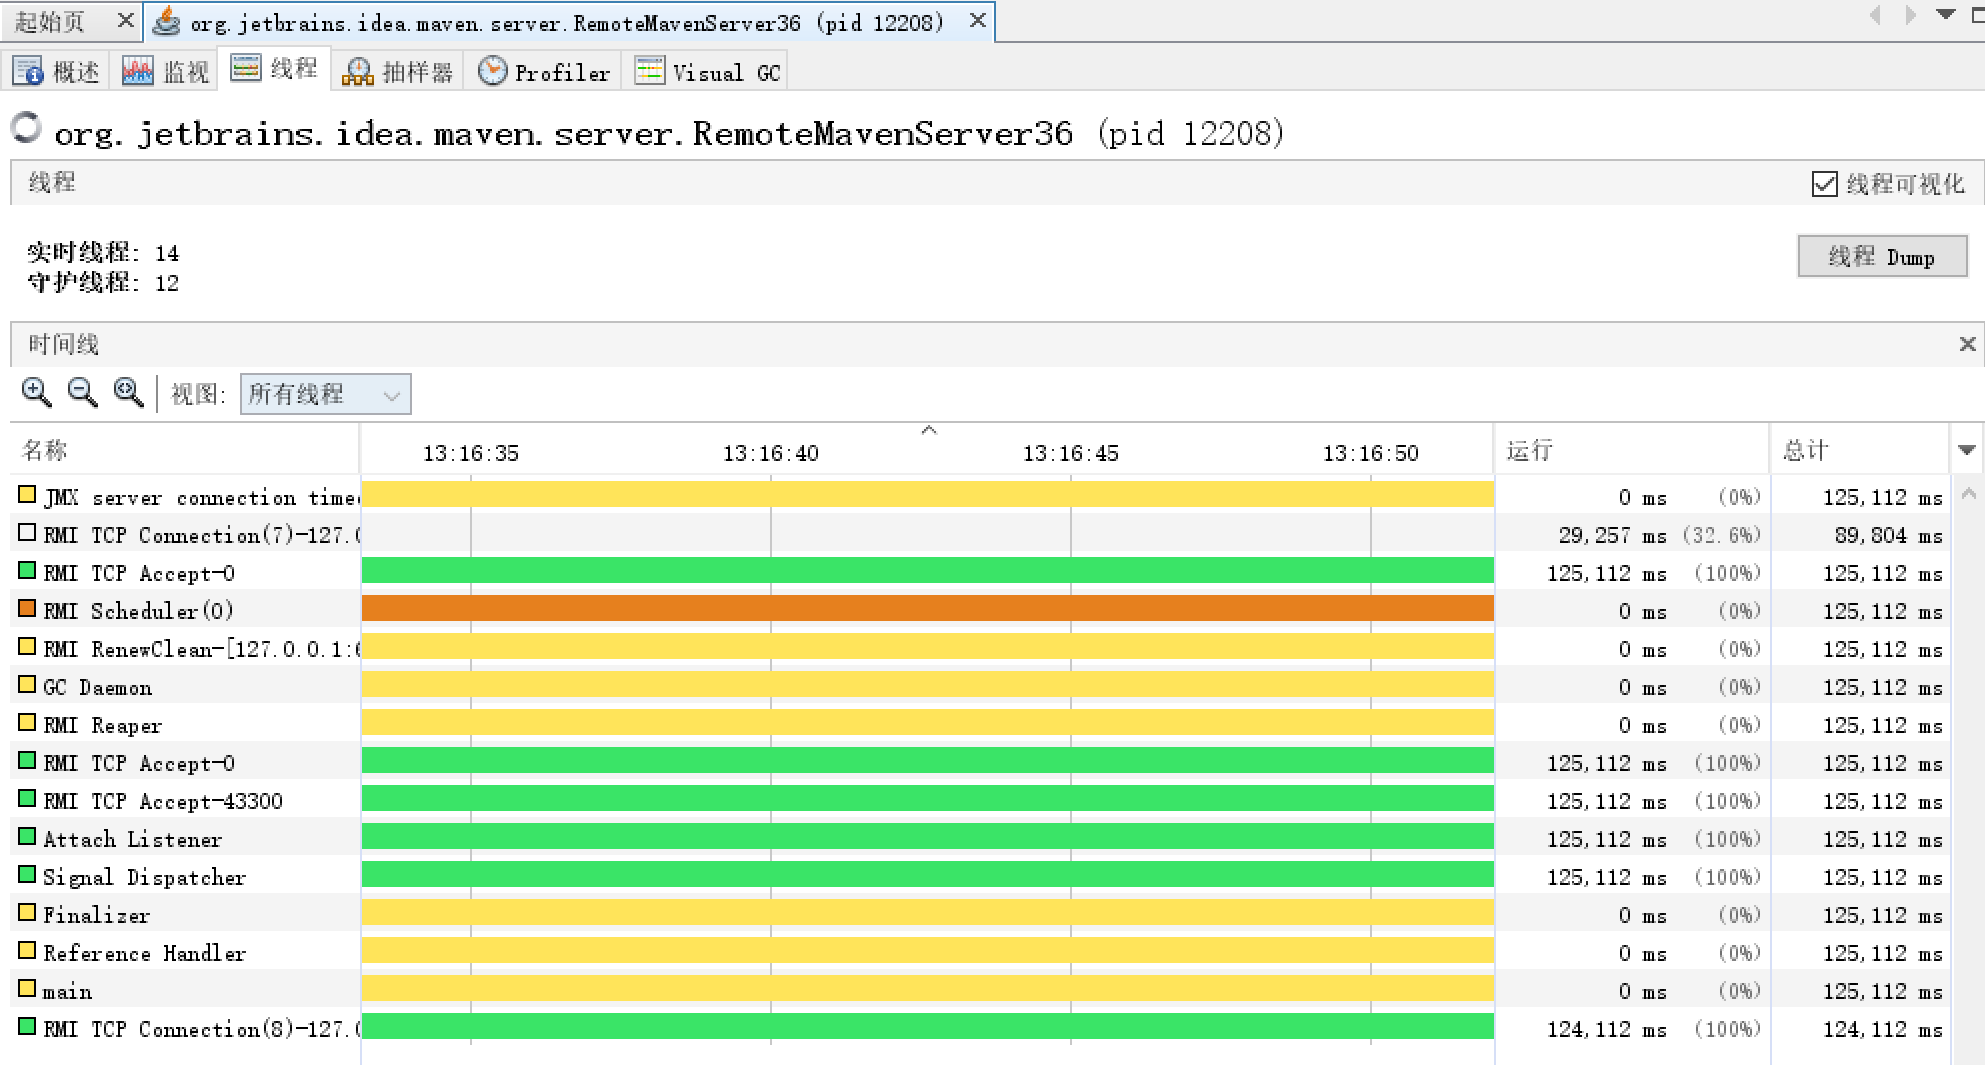 起始页 org.jetbrains.idea.maven.server.RemoteMavenServer36 (pid 12208)
概述 监视 线程 抽样器 Profiler Visual GC
org.jetbrains.idea.maven.server.RemoteMavenServer36 (pid 12208)
线程 线程可视化
实时线程: 14
守护线程: 12
线程 Dump
时间线
视图: 所有线程
名称 13:16:35 13:16:40 13:16:45 13:16:50 运行 总计
JMX server connection time 0 ms (0%) 125,112 ms
RMI TCP Connection(7)-127.0 29,257 ms (32.6%) 89,804 ms
RMI TCP Accept-0 125,112 ms (100%) 125,112 ms
RMI Scheduler(0) 0 ms (0%) 125,112 ms
RMI RenewClean-[127.0.0.1:6 0 ms (0%) 125,112 ms
GC Daemon 0 ms (0%) 125,112 ms
RMI Reaper 0 ms (0%) 125,112 ms
RMI TCP Accept-0 125,112 ms (100%) 125,112 ms
RMI TCP Accept-43300 125,112 ms (100%) 125,112 ms
Attach Listener 125,112 ms (100%) 125,112 ms
Signal Dispatcher 125,112 ms (100%) 125,112 ms
Finalizer 0 ms (0%) 125,112 ms
Reference Handler 0 ms (0%) 125,112 ms
main 0 ms (0%) 125,112 ms
RMI TCP Connection(8)-127.0 124,112 ms (100%) 124,112 ms